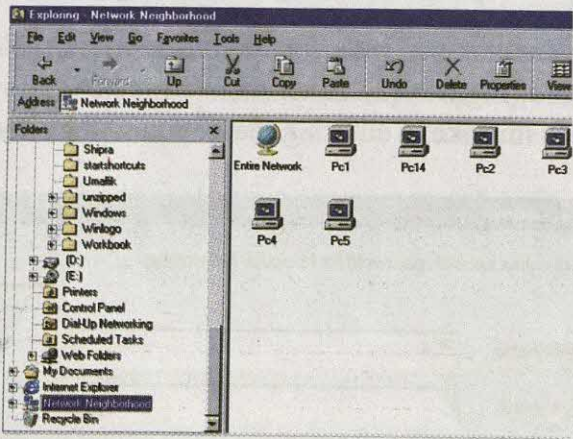 Exploring - Network Neighborhood
File Edit View Go Favorites Tools Help
Back Forward Up Cut Copy Paste Undo Delete Properties Views
Address Network Neighborhood
Folders
Shipra
startshortcuts
Umallik
unzipped
Windows
Winlogo
Workbook
(D:)
(E:)
Printers
Control Panel
Dial-Up Networking
Scheduled Tasks
Web Folders
My Documents
Internet Explorer
Network Neighborhood
Recycle Bin
Entire Network Pc1 Pc14 Pc2 Pc3
Pc4 Pc5